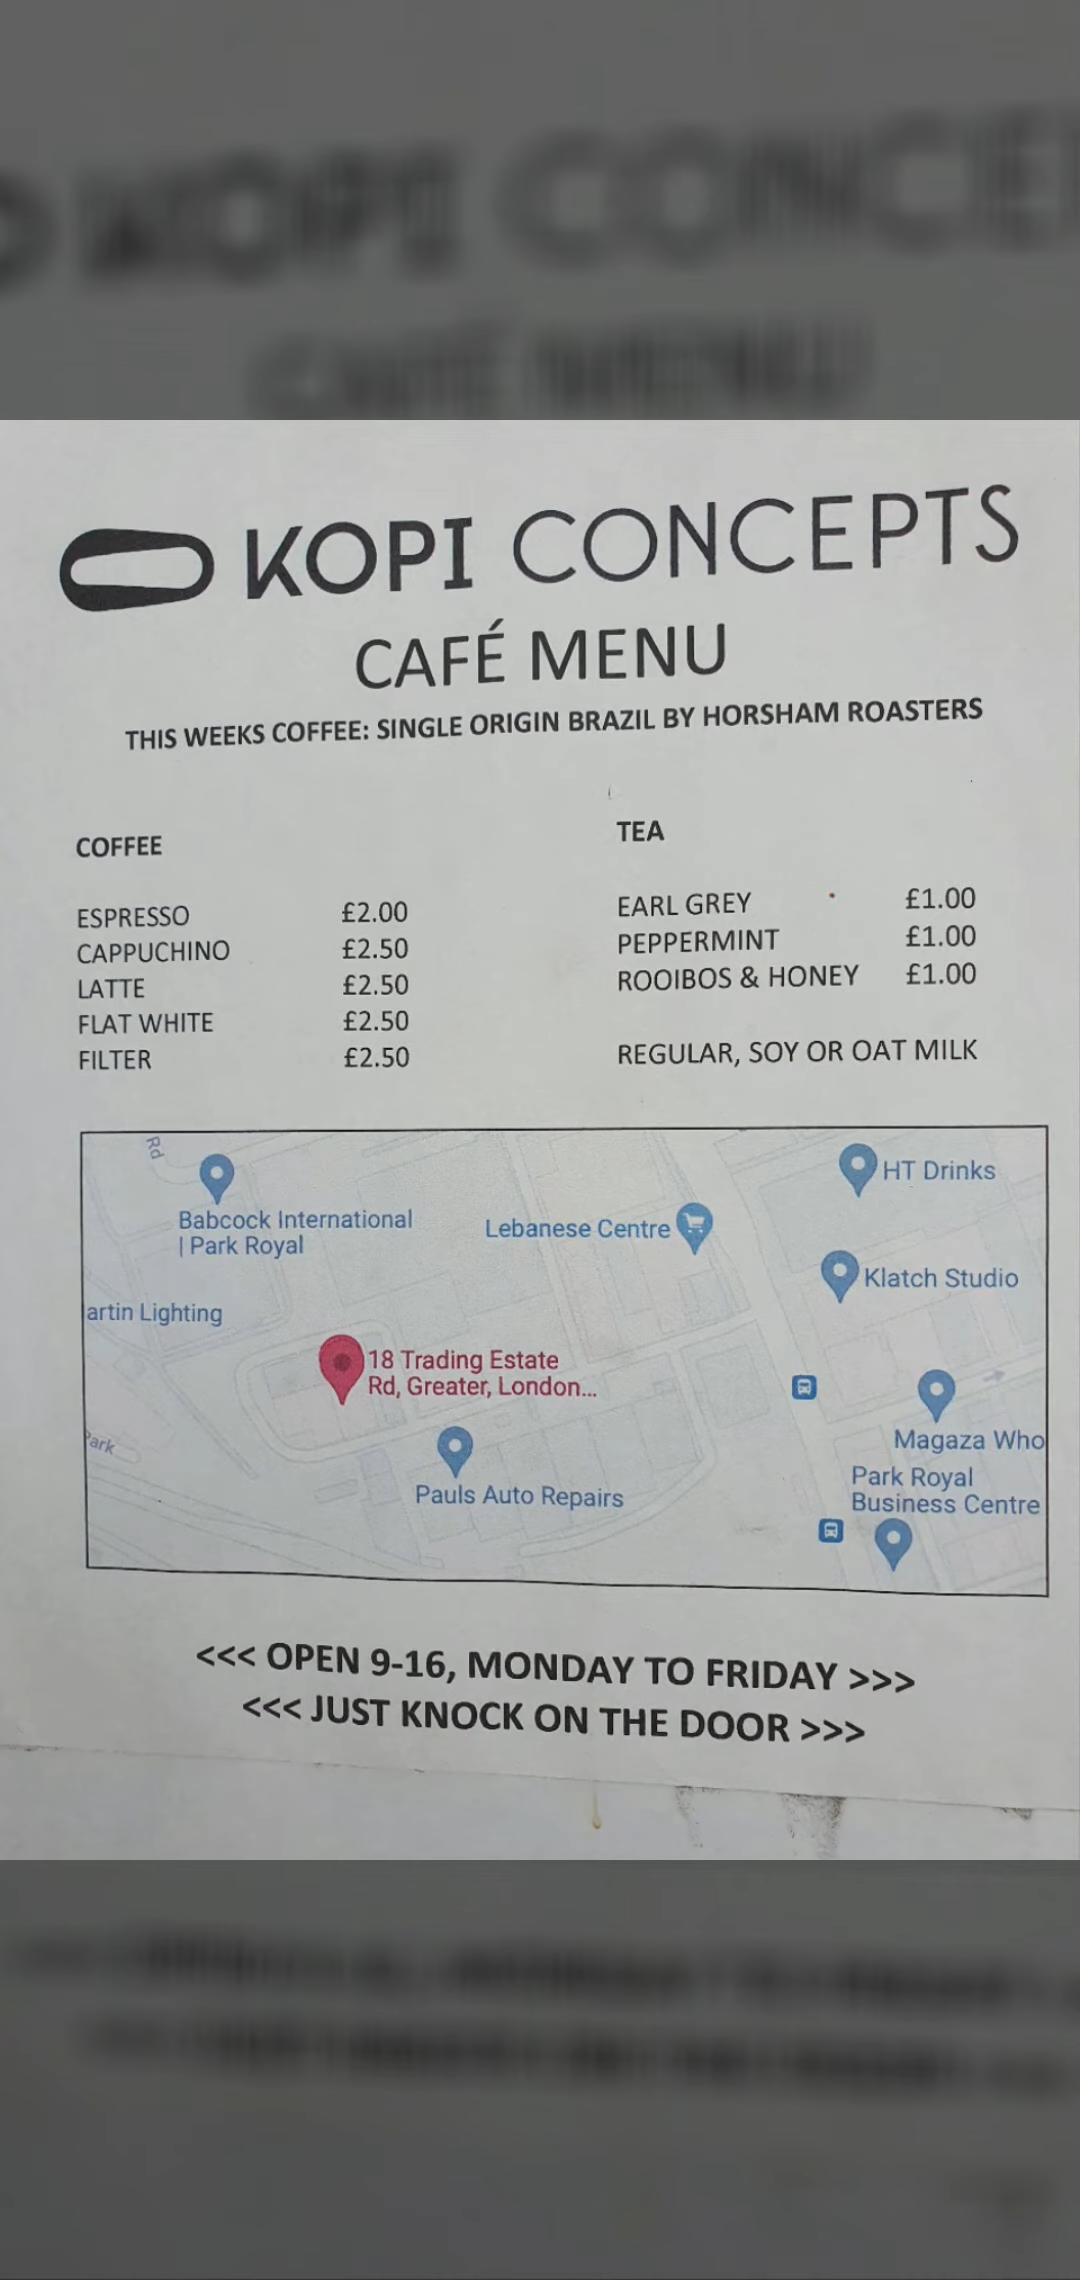 KOPI CONCEPTS
CAFÉ MENU
THIS WEEKS COFFEE: SINGLE ORIGIN BRAZIL BY HORSHAM ROASTERS
COFFEE
ESPRESSO £2.00
CAPPUCHINO £2.50
LATTE £2.50
FLAT WHITE £2.50
FILTER £2.50
TEA
EARL GREY £1.00
PEPPERMINT £1.00
ROOIBOS & HONEY £1.00
REGULAR, SOY OR OAT MILK
Rd
Babcock International
| Park Royal
Lebanese Centre
HT Drinks
Klatch Studio
artin Lighting
18 Trading Estate
Rd, Greater, London...
Park
Pauls Auto Repairs
Magaza Who
Park Royal
Business Centre
<<< OPEN 9-16, MONDAY TO FRIDAY >>>
<<< JUST KNOCK ON THE DOOR >>>